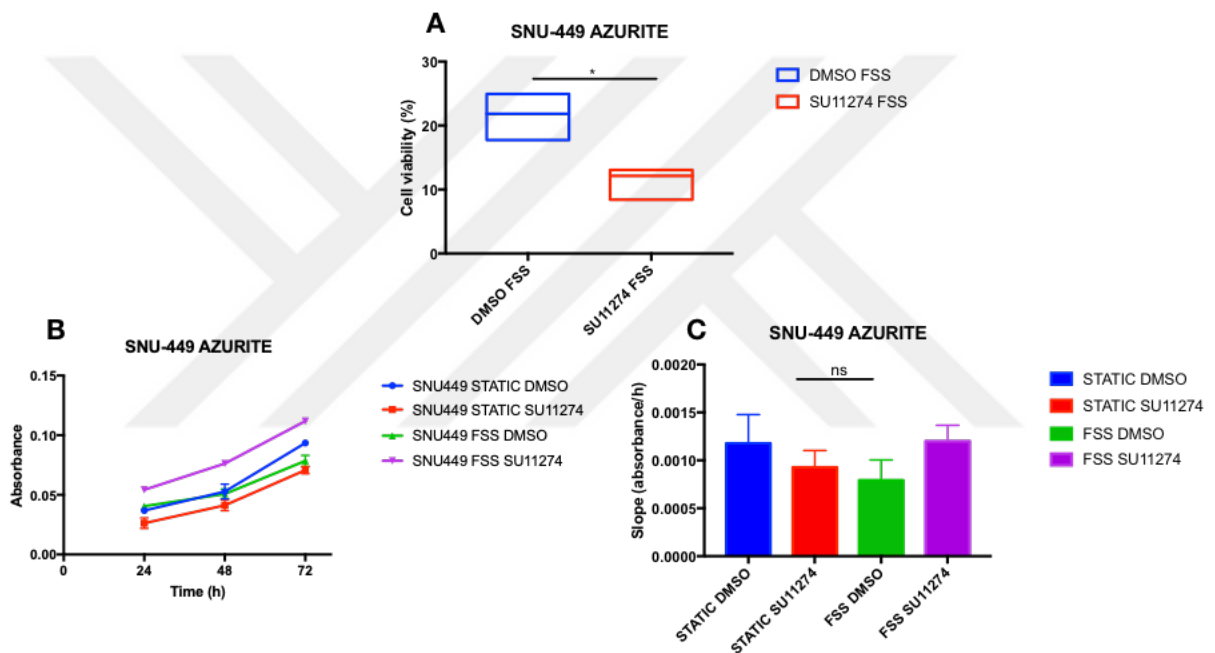 A
SNU-449 AZURITE
Cell viability (%)
30
20
10
0
*
DMSO FSS
SU11274 FSS
DMSO FSS
SU11274 FSS
B
SNU-449 AZURITE
Absorbance
0.15
0.10
0.05
0.00
0
24
48
72
Time (h)
SNU449 STATIC DMSO
SNU449 STATIC SU11274
SNU449 FSS DMSO
SNU449 FSS SU11274
C
SNU-449 AZURITE
Slope (absorbance/h)
0.0020
0.0015
0.0010
0.0005
0.0000
ns
STATIC DMSO
STATIC SU11274
FSS DMSO
FSS SU11274
STATIC DMSO
STATIC SU11274
FSS DMSO
FSS SU11274